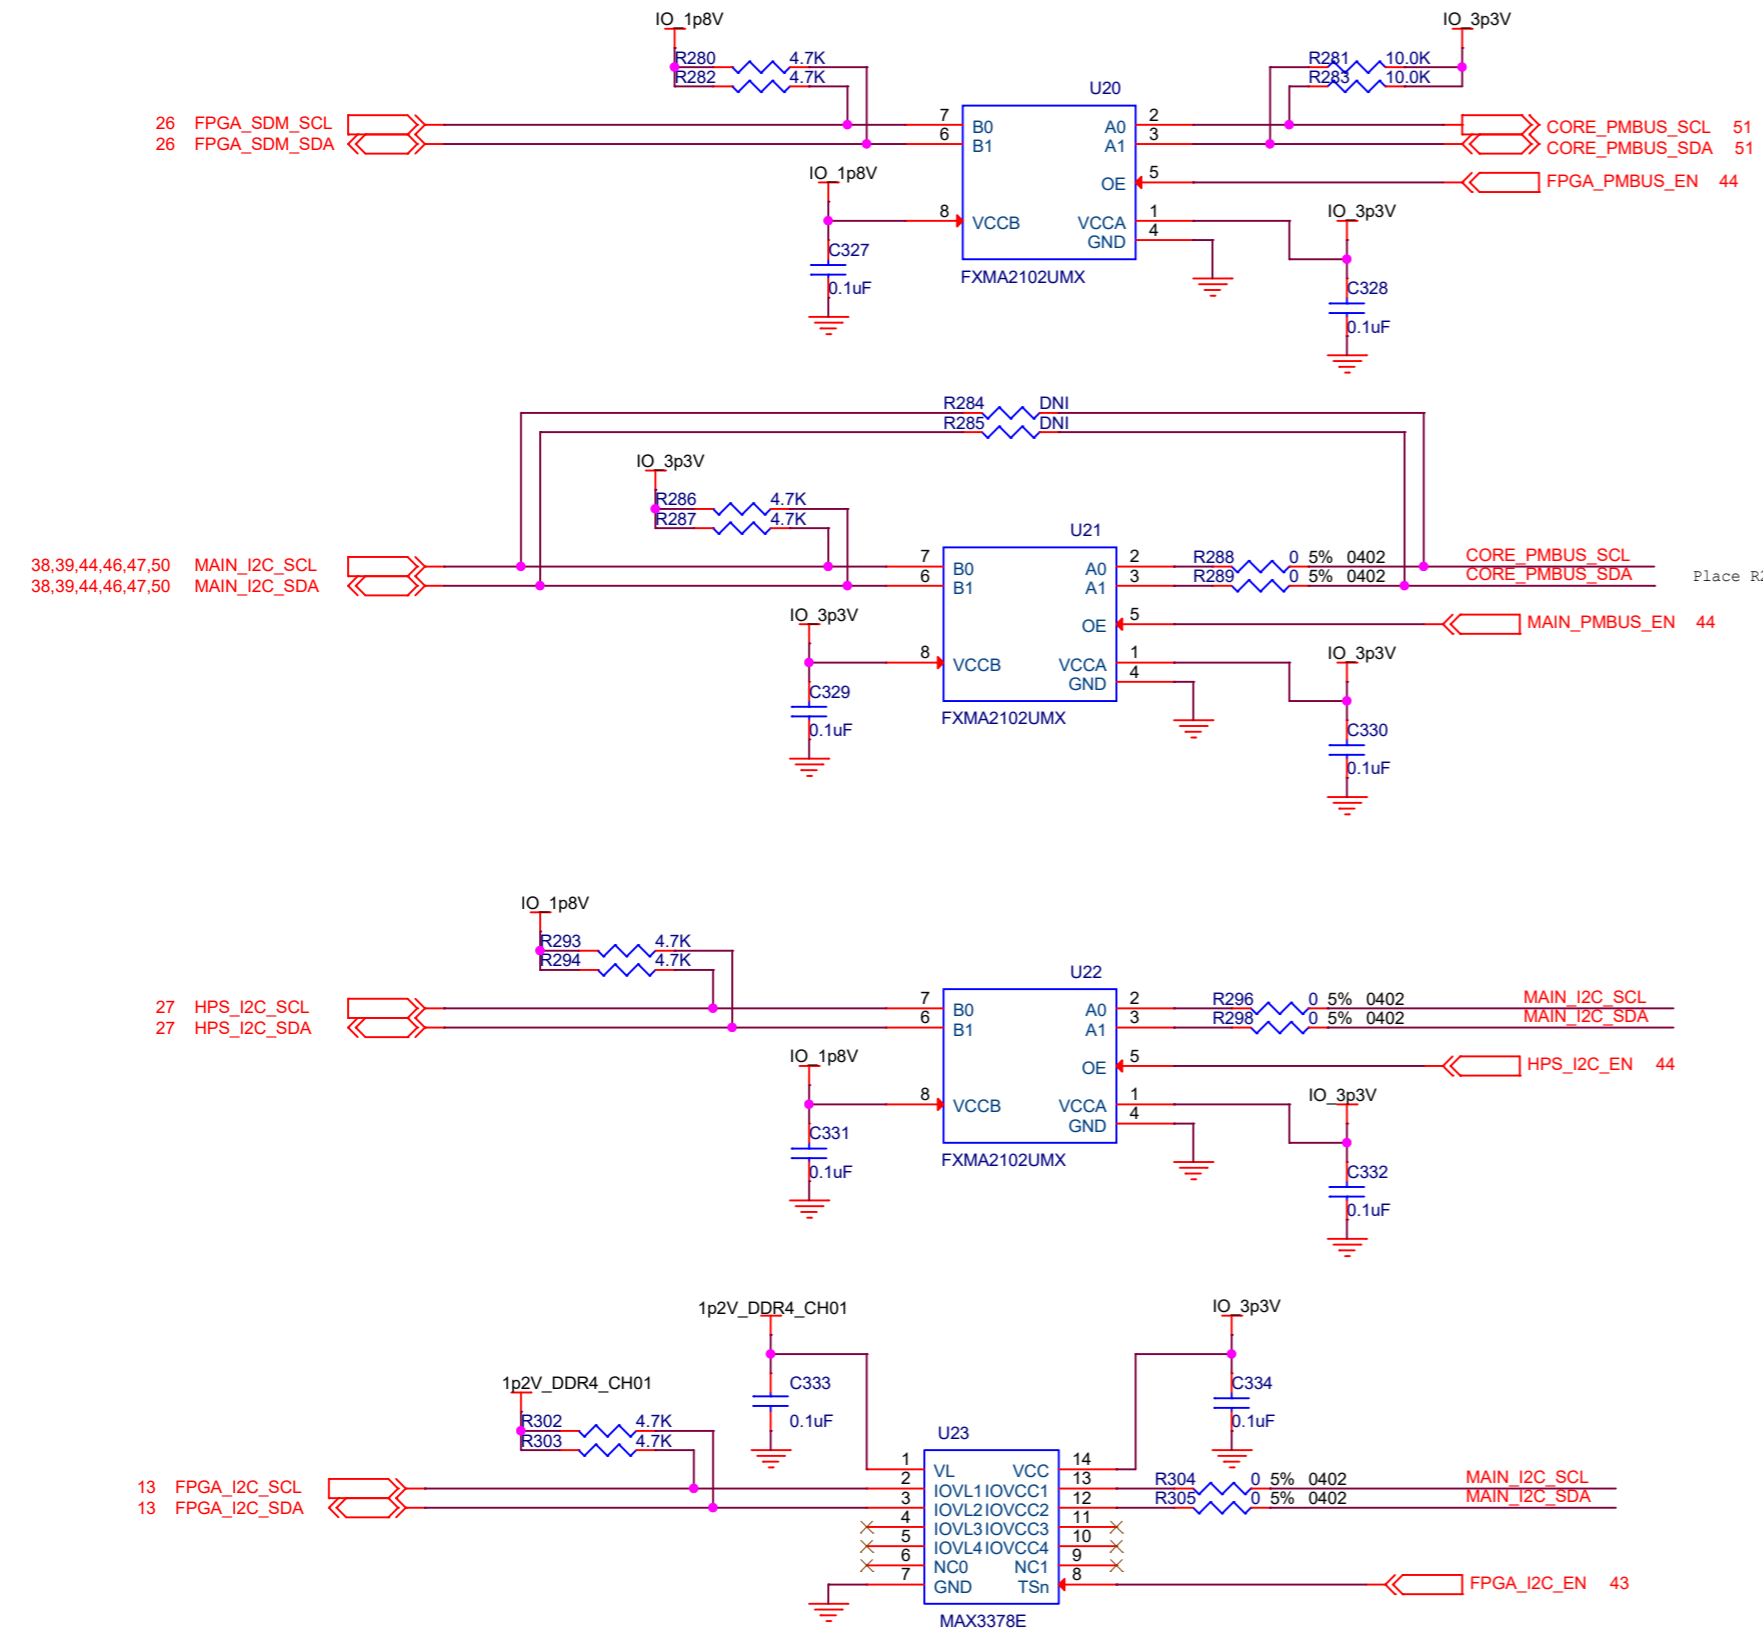 IO_1p8V IO_3p3V
R280 4.7K R281 10.0K
R282 4.7K R283 10.0K
U20
26 FPGA_SDM_SCL 7 B0 A0 2 CORE_PMBUS_SCL 51
26 FPGA_SDM_SDA 6 B1 A1 3 CORE_PMBUS_SDA 51
IO_1p8V
OE 5 FPGA_PMBUS_EN 44
8 VCCB VCCA 1 IO_3p3V
GND 4
C327
0.1uF
FXMA2102UMX
C328
0.1uF
R284 DNI
R285 DNI
IO_3p3V
R286 4.7K
R287 4.7K
U21
38,39,44,46,47,50 MAIN_I2C_SCL 7 B0 A0 2 R288 0 5% 0402 CORE_PMBUS_SCL
38,39,44,46,47,50 MAIN_I2C_SDA 6 B1 A1 3 R289 0 5% 0402 CORE_PMBUS_SDA Place R2
IO_3p3V
OE 5 MAIN_PMBUS_EN 44
8 VCCB VCCA 1 IO_3p3V
GND 4
C329
0.1uF
FXMA2102UMX
C330
0.1uF
IO_1p8V
R293 4.7K
R294 4.7K
U22
27 HPS_I2C_SCL 7 B0 A0 2 R296 0 5% 0402 MAIN_I2C_SCL
27 HPS_I2C_SDA 6 B1 A1 3 R298 0 5% 0402 MAIN_I2C_SDA
IO_1p8V
OE 5 HPS_I2C_EN 44
8 VCCB VCCA 1 IO_3p3V
GND 4
C331
0.1uF
FXMA2102UMX
C332
0.1uF
1p2V_DDR4_CH01 IO_3p3V
1p2V_DDR4_CH01 C333 C334
0.1uF 0.1uF
R302 4.7K
R303 4.7K
U23
1 VL VCC 14
13 FPGA_I2C_SCL 2 IOVL1 IOVCC1 13 R304 0 5% 0402 MAIN_I2C_SCL
13 FPGA_I2C_SDA 3 IOVL2 IOVCC2 12 R305 0 5% 0402 MAIN_I2C_SDA
4 IOVL3 IOVCC3 11
5 IOVL4 IOVCC4 10
6 NC0 NC1 9
7 GND TSn 8 FPGA_I2C_EN 43
MAX3378E